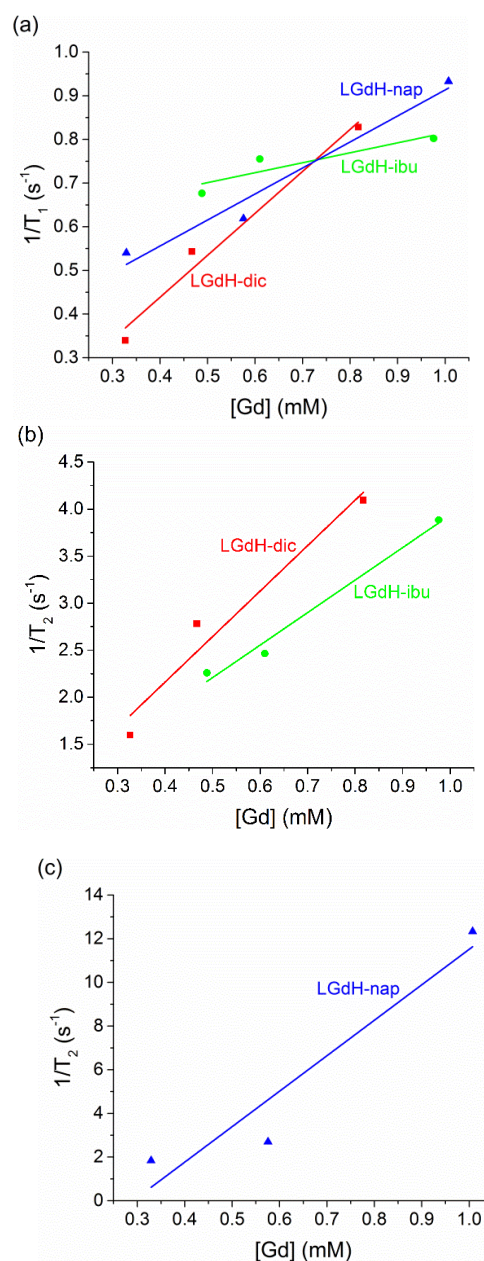 (a)
1.0
0.9
0.8
0.7
0.6
0.5
0.4
0.3
1/T1 (s-1)
LGdH-nap
LGdH-ibu
LGdH-dic
0.3 0.4 0.5 0.6 0.7 0.8 0.9 1.0
[Gd] (mM)
(b)
4.5
4.0
3.5
3.0
2.5
2.0
1.5
1/T2 (s-1)
LGdH-dic
LGdH-ibu
0.3 0.4 0.5 0.6 0.7 0.8 0.9 1.0
[Gd] (mM)
(c)
14
12
10
8
6
4
2
0
1/T2 (s-1)
LGdH-nap
0.3 0.4 0.5 0.6 0.7 0.8 0.9 1.0
[Gd] (mM)